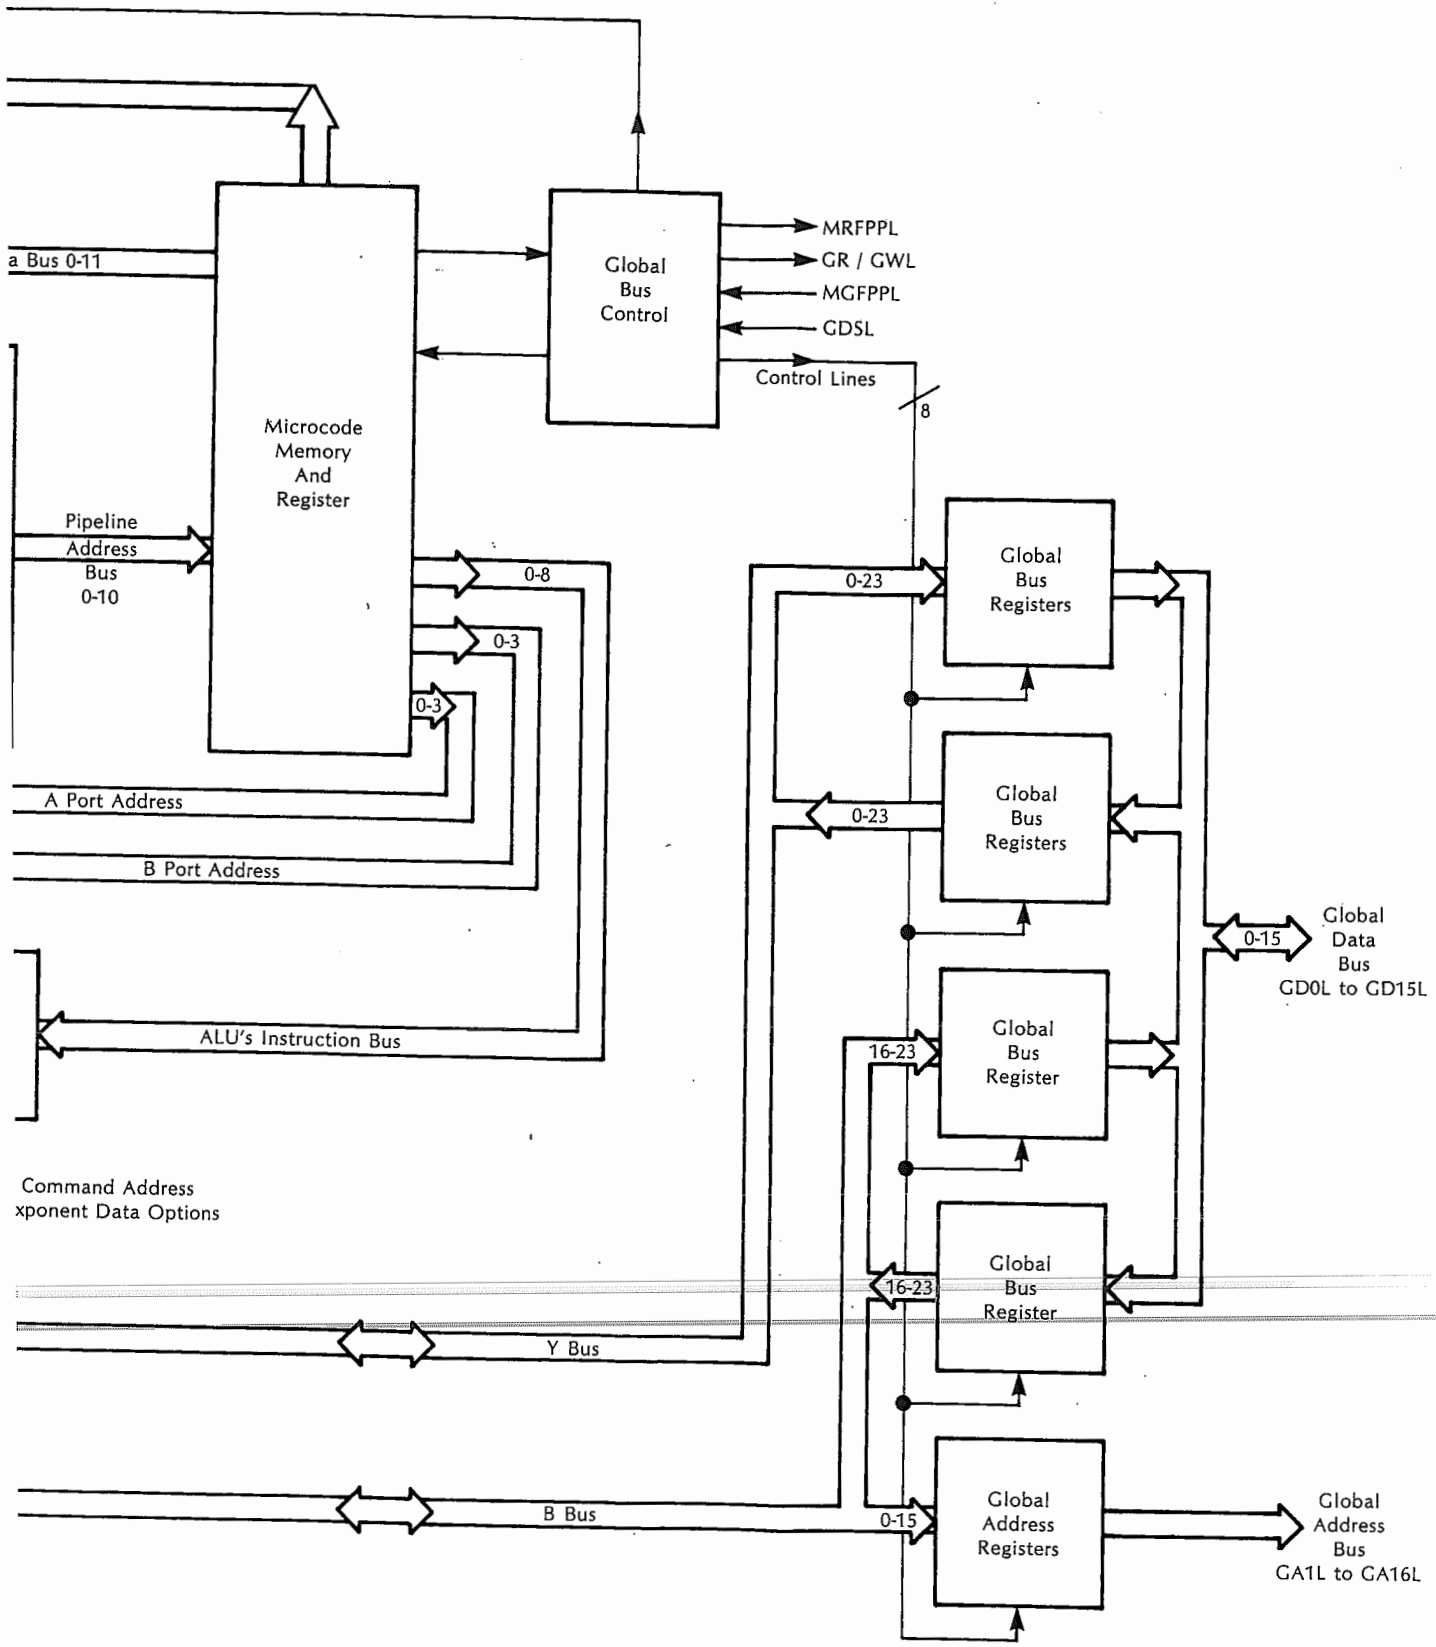 MRFPPL
GR / GWL
MGFPPL
GDSL
Control Lines
8
Global
Bus
Control
a Bus 0-11
Microcode
Memory
And
Register
Pipeline
Address
Bus
0-10
0-8
0-3
0-3
A Port Address
B Port Address
ALU's Instruction Bus
Command Address
xponent Data Options
Y Bus
B Bus
0-23
Global
Bus
Registers
0-23
Global
Bus
Registers
0-15
Global
Data
Bus
GD0L to GD15L
16-23
Global
Bus
Register
16-23
Global
Bus
Register
0-15
Global
Address
Registers
Global
Address
Bus
GA1L to GA16L